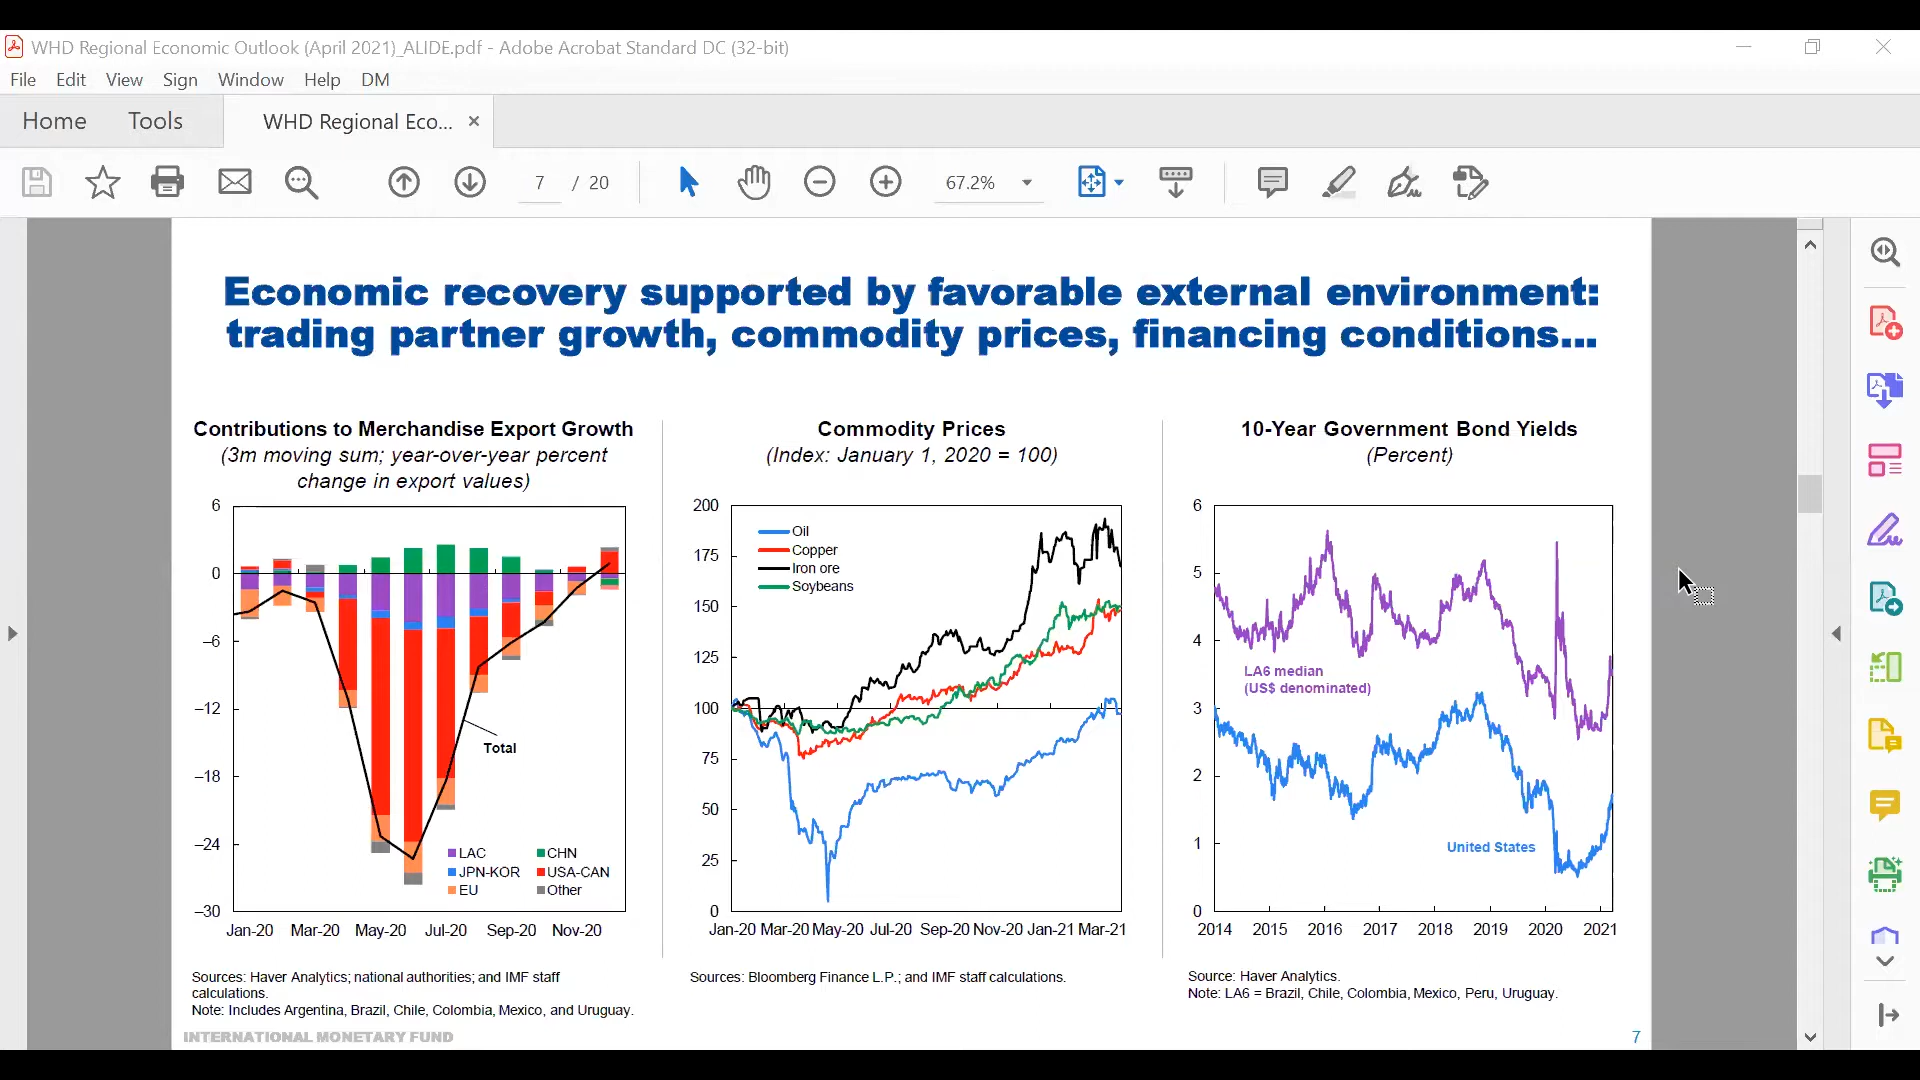 WHD Regional Economic Outlook (April 2021)_ALIDE.pdf - Adobe Acrobat Standard DC (32-bit)
File Edit View Sign Window Help DM
Home Tools WHD Regional Eco... ×
7 / 20 67.2%
Economic recovery supported by favorable external environment:
trading partner growth, commodity prices, financing conditions...
Contributions to Merchandise Export Growth
(3m moving sum; year-over-year percent
change in export values)
6
0
–6
–12
–18
–24
–30
Total
LAC CHN
JPN-KOR USA-CAN
EU Other
Jan-20 Mar-20 May-20 Jul-20 Sep-20 Nov-20
Sources: Haver Analytics; national authorities; and IMF staff
calculations.
Note: Includes Argentina, Brazil, Chile, Colombia, Mexico, and Uruguay.
Commodity Prices
(Index: January 1, 2020 = 100)
200
175
150
125
100
75
50
25
0
Oil
Copper
Iron ore
Soybeans
Jan-20 Mar-20 May-20 Jul-20 Sep-20 Nov-20 Jan-21 Mar-21
Sources: Bloomberg Finance L.P.; and IMF staff calculations.
10-Year Government Bond Yields
(Percent)
6
5
4
3
2
1
0
LA6 median
(US$ denominated)
United States
2014 2015 2016 2017 2018 2019 2020 2021
Source: Haver Analytics.
Note: LA6 = Brazil, Chile, Colombia, Mexico, Peru, Uruguay.
INTERNATIONAL MONETARY FUND
7